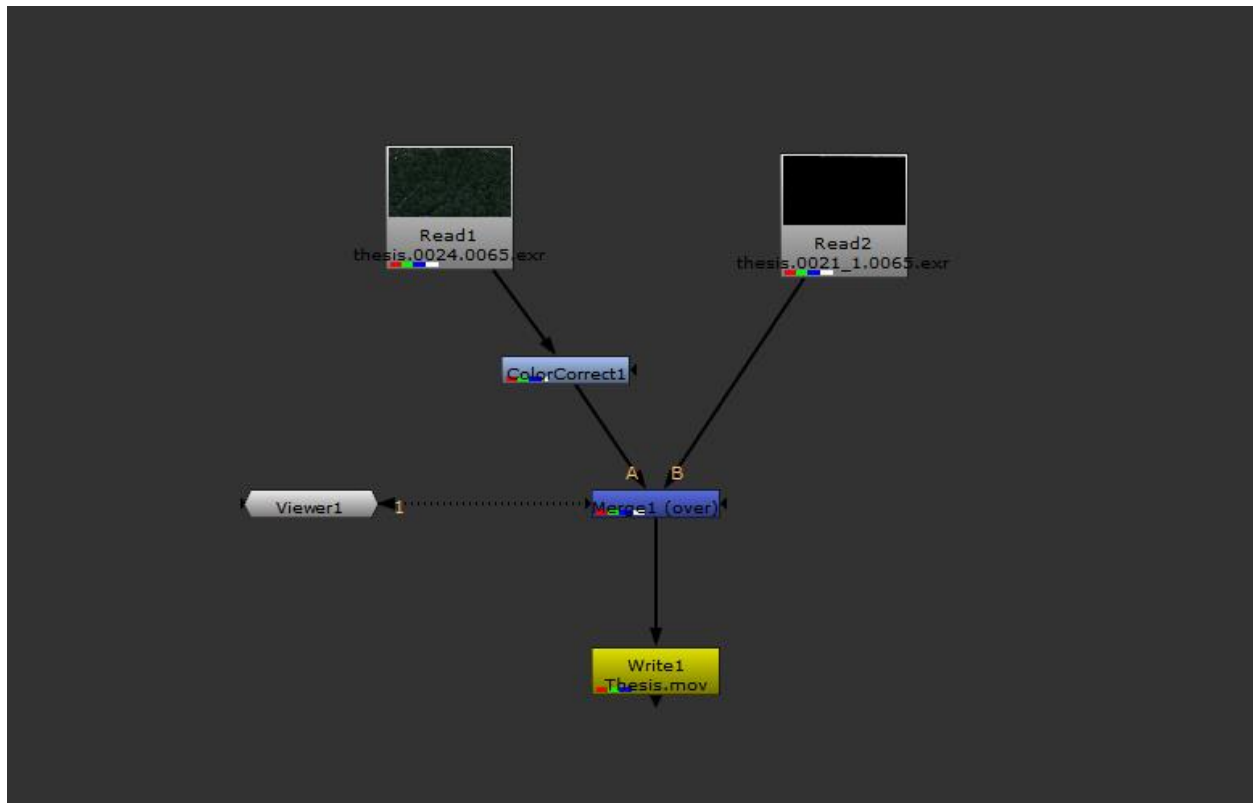 Read1
thesis.0024.0065.exr
Read2
thesis.0021_1.0065.exr
ColorCorrect1
A
B
Viewer1
1
Merge1 (over)
Write1
Thesis.mov